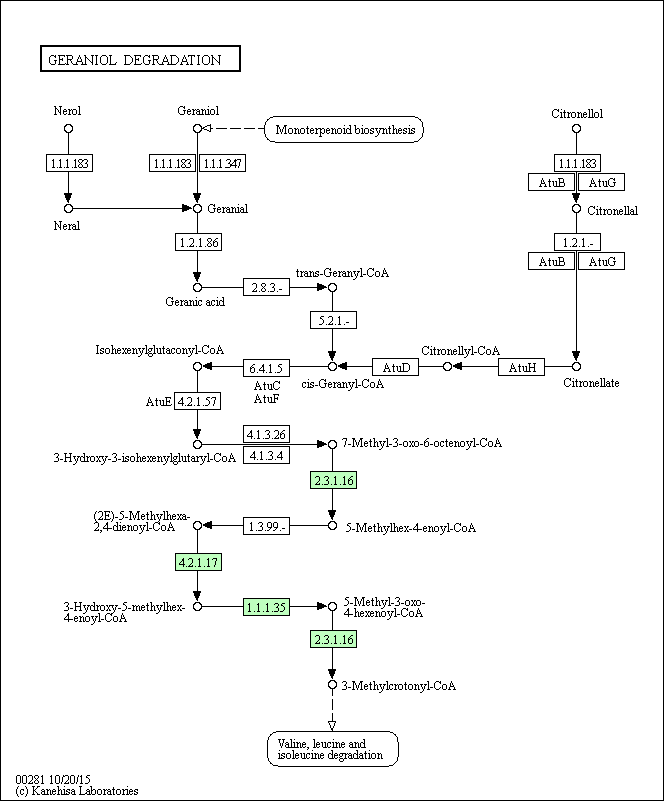 GERANIOL DEGRADATION
Nerol
Geraniol
Citronellol
Monoterpenoid biosynthesis
1.1.1.183
1.1.1.183
1.1.1.347
1.1.1.183
AtuB
AtuG
Neral
Geranial
Citronellal
1.2.1.86
1.2.1.-
AtuB
AtuG
trans-Geranyl-CoA
2.8.3.-
Geranic acid
5.2.1.-
Isohexenylglutaconyl-CoA
Citronellyl-CoA
6.4.1.5
AtuD
AtuH
AtuC
AtuF
cis-Geranyl-CoA
Citronellate
AtuE
4.2.1.57
4.1.3.26
4.1.3.4
7-Methyl-3-oxo-6-octenoyl-CoA
3-Hydroxy-3-isohexenylglutaryl-CoA
2.3.1.16
(2E)-5-Methylhexa-
2,4-dienoyl-CoA
1.3.99.-
5-Methylhex-4-enoyl-CoA
4.2.1.17
3-Hydroxy-5-methylhex-
4-enoyl-CoA
1.1.1.35
5-Methyl-3-oxo-
4-hexenoyl-CoA
2.3.1.16
3-Methylcrotonyl-CoA
Valine, leucine and
isoleucine degradation
00281 10/20/15
(c) Kanehisa Laboratories